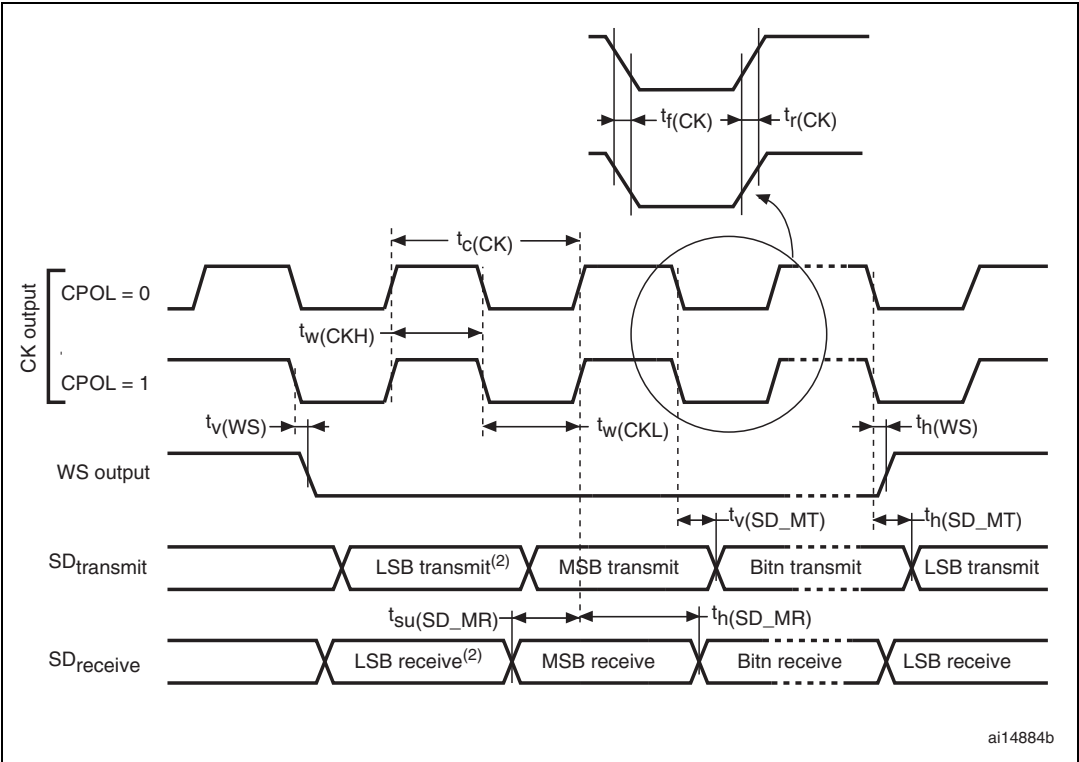 tf(CK)
tr(CK)
tc(CK)
CK output
CPOL = 0
tw(CKH)
CPOL = 1
tv(WS)
tw(CKL)
th(WS)
WS output
tv(SD_MT)
th(SD_MT)
SDtransmit
LSB transmit(2)
MSB transmit
Bitn transmit
LSB transmit
tsu(SD_MR)
th(SD_MR)
SDreceive
LSB receive(2)
MSB receive
Bitn receive
LSB receive
ai14884b